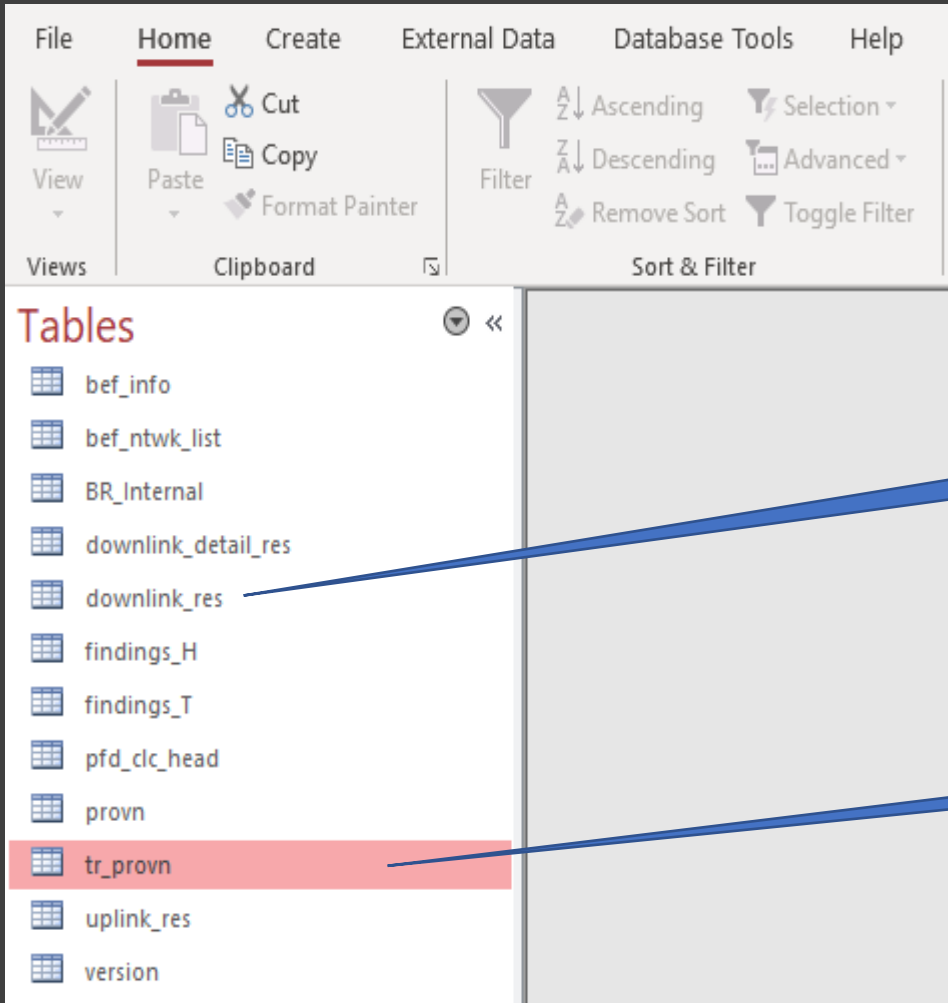 File Home Create External Data Database Tools Help
View
Views
Paste
Cut
Copy
Format Painter
Clipboard
Filter
Ascending
Descending
Remove Sort
Selection
Advanced
Toggle Filter
Sort & Filter
Tables
bef_info
bef_ntwk_list
BR_Internal
downlink_detail_res
downlink_res
findings_H
findings_T
pfd_clc_head
provn
tr_provn
uplink_res
version